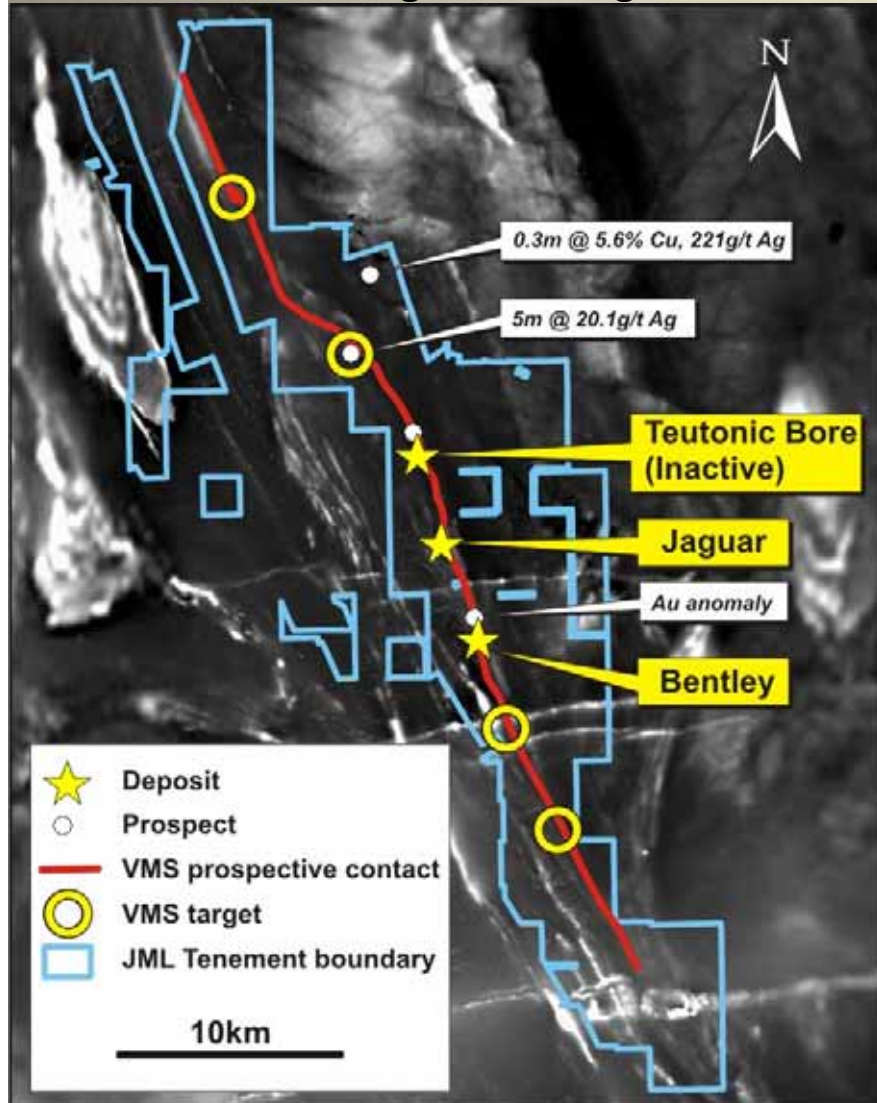 N
0.3m @ 5.6% Cu, 221g/t Ag
5m @ 20.1g/t Ag
Teutonic Bore
(Inactive)
Jaguar
Au anomaly
Bentley
Deposit
Prospect
VMS prospective contact
VMS target
JML Tenement boundary
10km